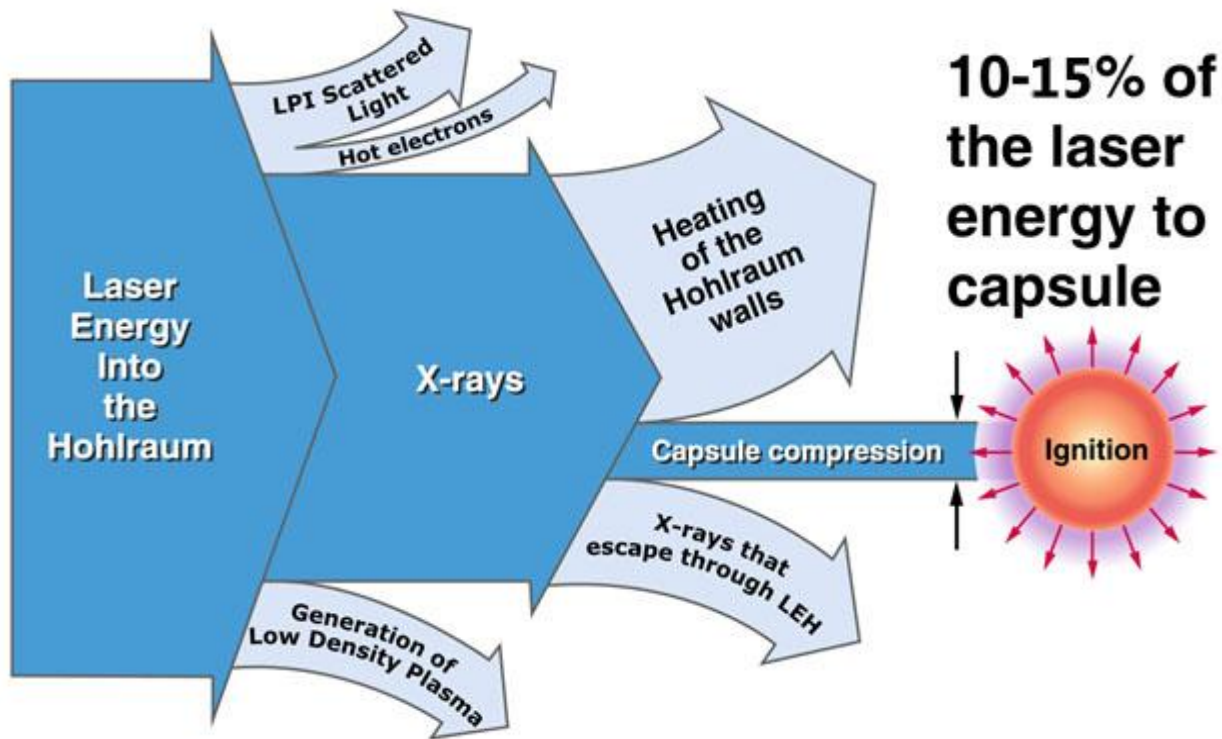 Laser
Energy
Into
the
Hohlraum
LPI Scattered
Light
Hot electrons
X-rays
Generation of
Low Density Plasma
Heating
of the
Hohlraum
walls
Capsule compression
X-rays that
escape through LEH
10-15% of
the laser
energy to
capsule
Ignition